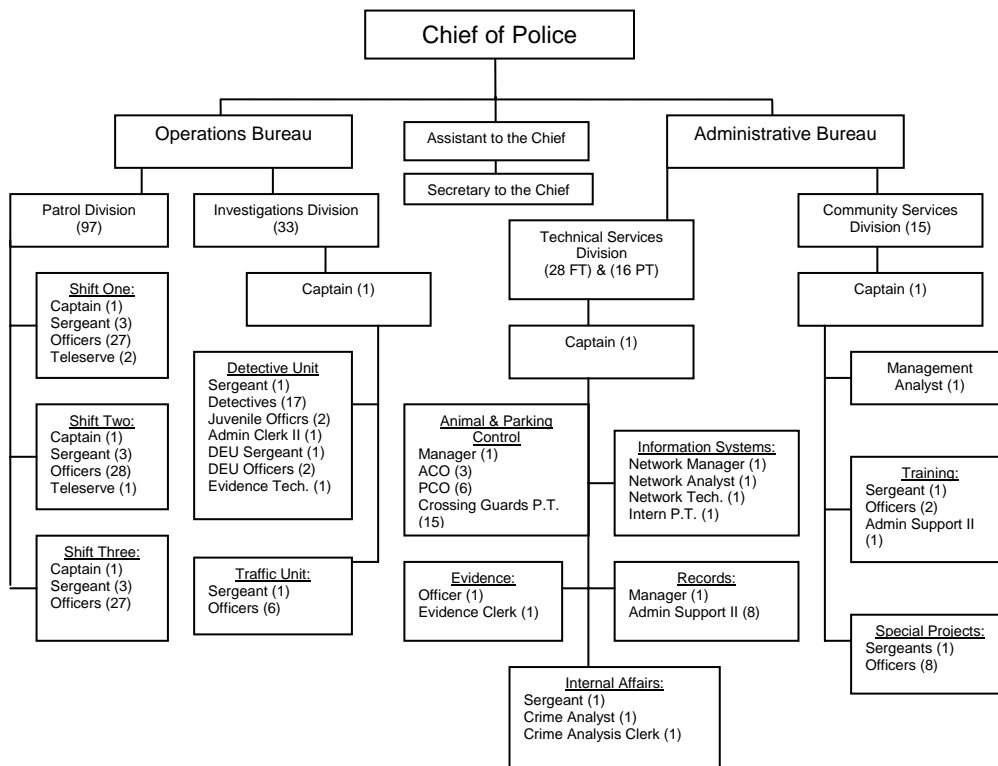 Chief of Police
Operations Bureau
Assistant to the Chief
Secretary to the Chief
Administrative Bureau
Patrol Division
(97)
Investigations Division
(33)
Technical Services
Division
(28 FT) & (16 PT)
Community Services
Division (15)
Shift One:
Captain (1)
Sergeant (3)
Officers (27)
Teleserve (2)
Shift Two:
Captain (1)
Sergeant (3)
Officers (28)
Teleserve (1)
Shift Three:
Captain (1)
Sergeant (3)
Officers (27)
Captain (1)
Detective Unit
Sergeant (1)
Detectives (17)
Juvenile Officrs (2)
Admin Clerk II (1)
DEU Sergeant (1)
DEU Officers (2)
Evidence Tech. (1)
Traffic Unit:
Sergeant (1)
Officers (6)
Captain (1)
Animal & Parking
Control
Manager (1)
ACO (3)
PCO (6)
Crossing Guards P.T.
(15)
Information Systems:
Network Manager (1)
Network Analyst (1)
Network Tech. (1)
Intern P.T. (1)
Evidence:
Officer (1)
Evidence Clerk (1)
Records:
Manager (1)
Admin Support II (8)
Internal Affairs:
Sergeant (1)
Crime Analyst (1)
Crime Analysis Clerk (1)
Captain (1)
Management
Analyst (1)
Training:
Sergeant (1)
Officers (2)
Admin Support II
(1)
Special Projects:
Sergeants (1)
Officers (8)